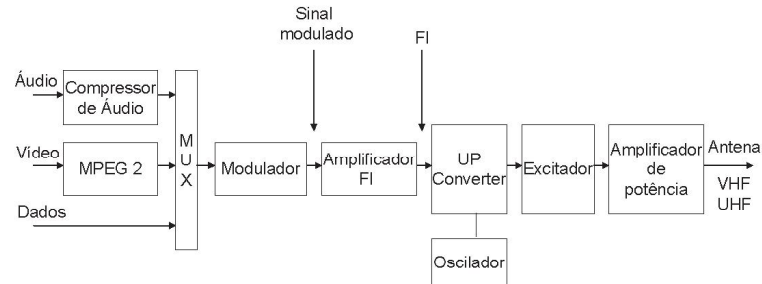 Sinal
modulado
FI
Áudio
Compressor
de Áudio
Vídeo
MPEG 2
Dados
M
U
X
Modulador
Amplificador
FI
UP
Converter
Oscilador
Excitador
Amplificador
de
potência
Antena
VHF
UHF